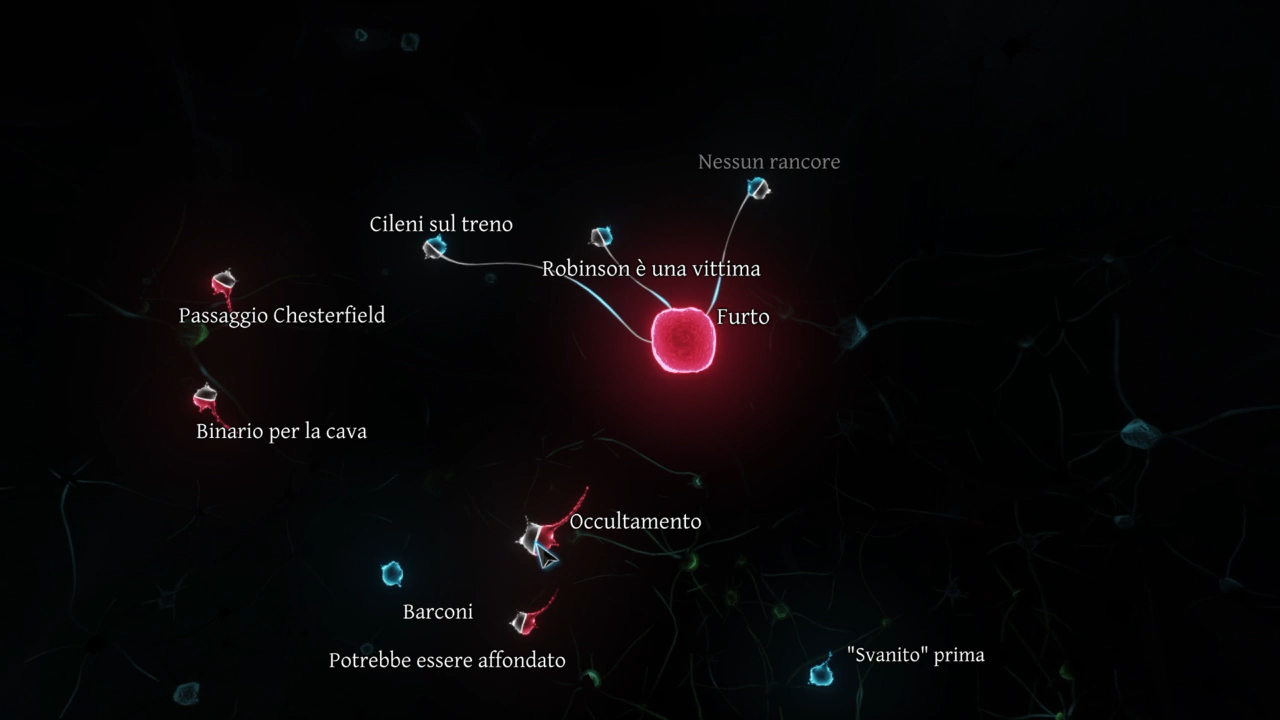 Nessun rancore
Cileni sul treno
Robinson è una vittima
Passaggio Chesterfield
Furto
Binario per la cava
Occultamento
Barconi
Potrebbe essere affondato
"Svanito" prima